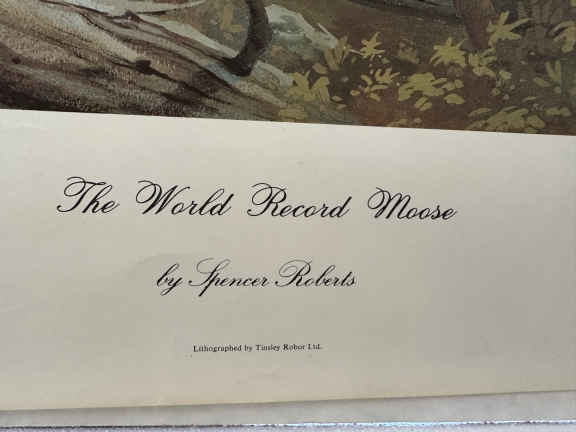 The World Record Moose
by Spencer Roberts
Lithographed by Tinsley Robor Ltd.